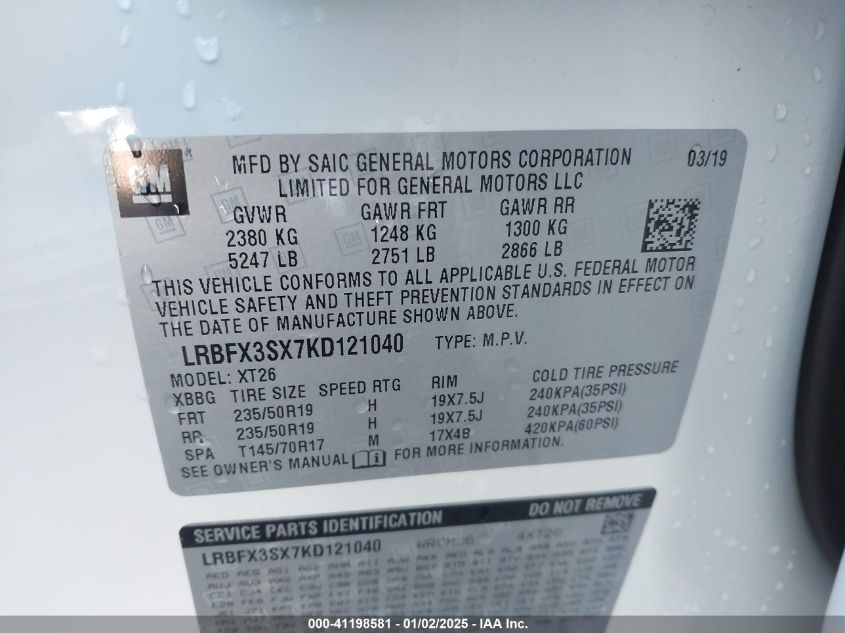 GM
MFD BY SAIC GENERAL MOTORS CORPORATION 03/19
LIMITED FOR GENERAL MOTORS LLC
GVWR GAWR FRT GAWR RR
2380 KG 1248 KG 1300 KG
5247 LB 2751 LB 2866 LB
THIS VEHICLE CONFORMS TO ALL APPLICABLE U.S. FEDERAL MOTOR
VEHICLE SAFETY AND THEFT PREVENTION STANDARDS IN EFFECT ON
THE DATE OF MANUFACTURE SHOWN ABOVE.
LRBFX3SX7KD121040 TYPE: M.P.V.
MODEL: XT26
XBBG TIRE SIZE SPEED RTG RIM COLD TIRE PRESSURE
FRT 235/50R19 H 19X7.5J 240KPA(35PSI)
RR 235/50R19 H 19X7.5J 240KPA(35PSI)
SPA T145/70R17 M 17X4B 420KPA(60PSI)
SEE OWNER'S MANUAL FOR MORE INFORMATION.
SERVICE PARTS IDENTIFICATION DO NOT REMOVE
LRBFX3SX7KD121040 WRCMJ6 4XT26
© 0000-41198581 - 01/02/2025 - IAA Inc.